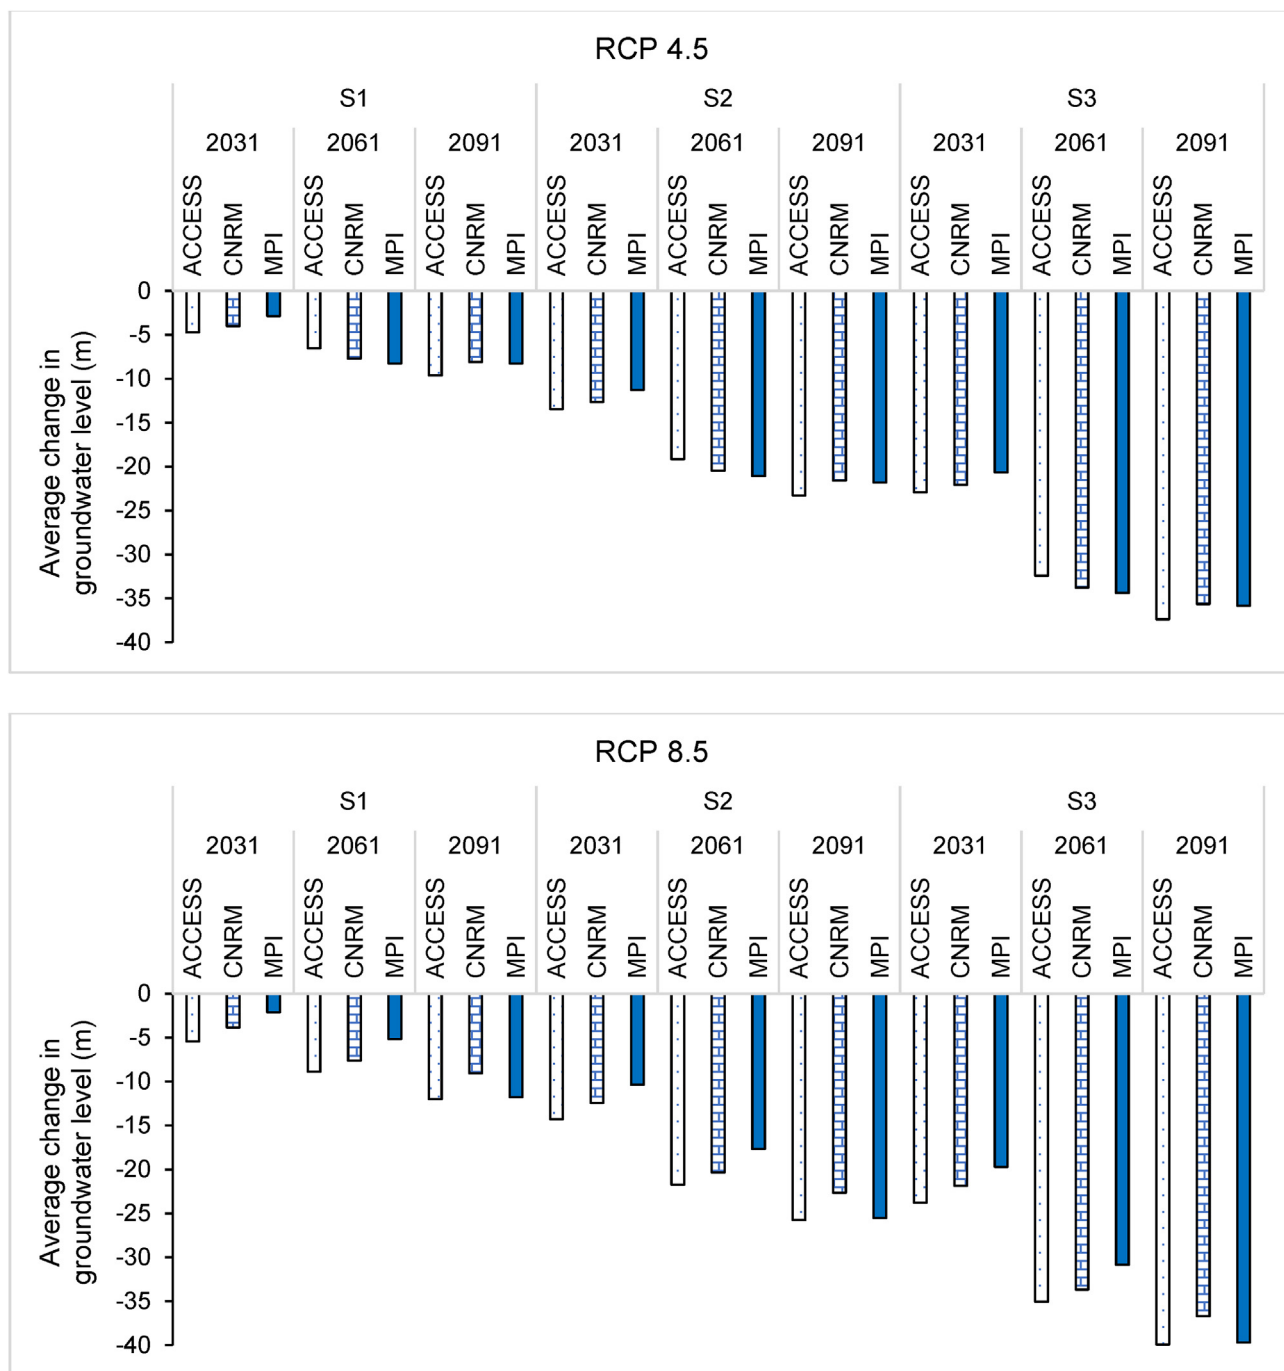 RCP 4.5
S1 S2 S3
2031 2061 2091 2031 2061 2091 2031 2061 2091
ACCESS CNRM MPI ACCESS CNRM MPI ACCESS CNRM MPI ACCESS CNRM MPI ACCESS CNRM MPI ACCESS CNRM MPI ACCESS CNRM MPI ACCESS CNRM MPI ACCESS CNRM MPI
Average change in
groundwater level (m)
0
-5
-10
-15
-20
-25
-30
-35
-40
RCP 8.5
S1 S2 S3
2031 2061 2091 2031 2061 2091 2031 2061 2091
ACCESS CNRM MPI ACCESS CNRM MPI ACCESS CNRM MPI ACCESS CNRM MPI ACCESS CNRM MPI ACCESS CNRM MPI ACCESS CNRM MPI ACCESS CNRM MPI ACCESS CNRM MPI
Average change in
groundwater level (m)
0
-5
-10
-15
-20
-25
-30
-35
-40